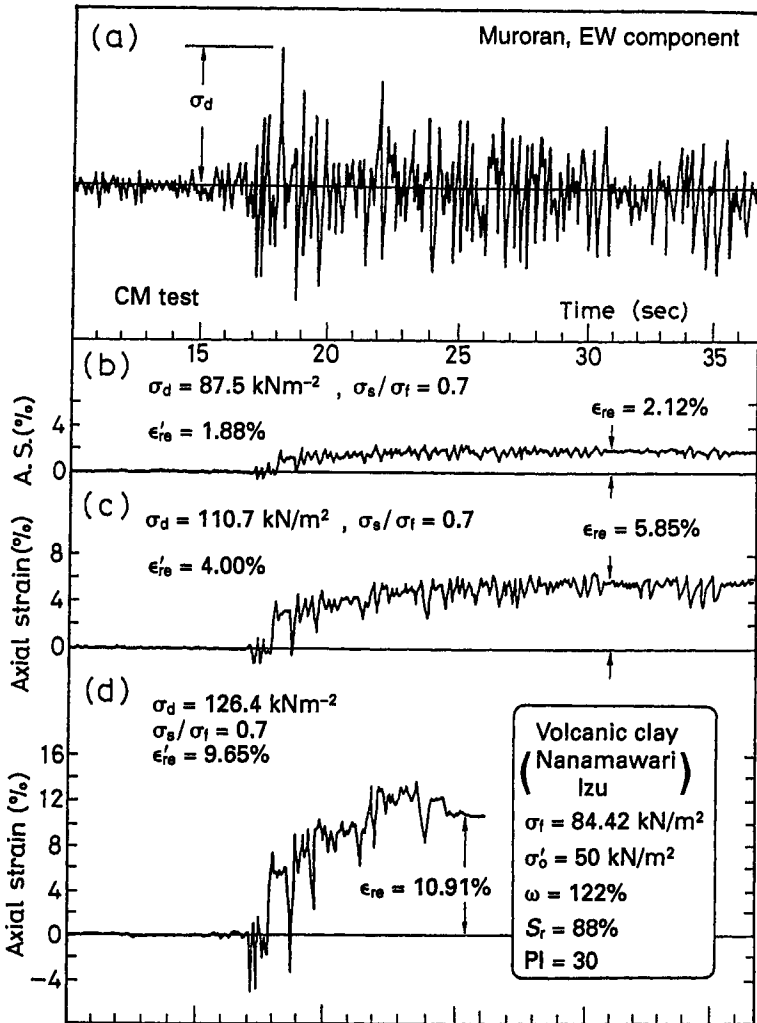 (a)
Muroran, EW component
σd
CM test
Time (sec)
15 20 25 30 35
(b)
σd = 87.5 kNm⁻² , σs/σf = 0.7
ε′re = 1.88%
εre = 2.12%
A. S. (%)
4
0
(c)
σd = 110.7 kN/m² , σs/σf = 0.7
ε′re = 4.00%
εre = 5.85%
Axial strain (%)
8
4
0
(d)
σd = 126.4 kNm⁻²
σs/σf = 0.7
ε′re = 9.65%
Axial strain (%)
16
12
8
4
0
−4
εre = 10.91%
Volcanic clay
(Nanamawari
Izu)
σf = 84.42 kN/m²
σ′o = 50 kN/m²
ω = 122%
Sr = 88%
PI = 30